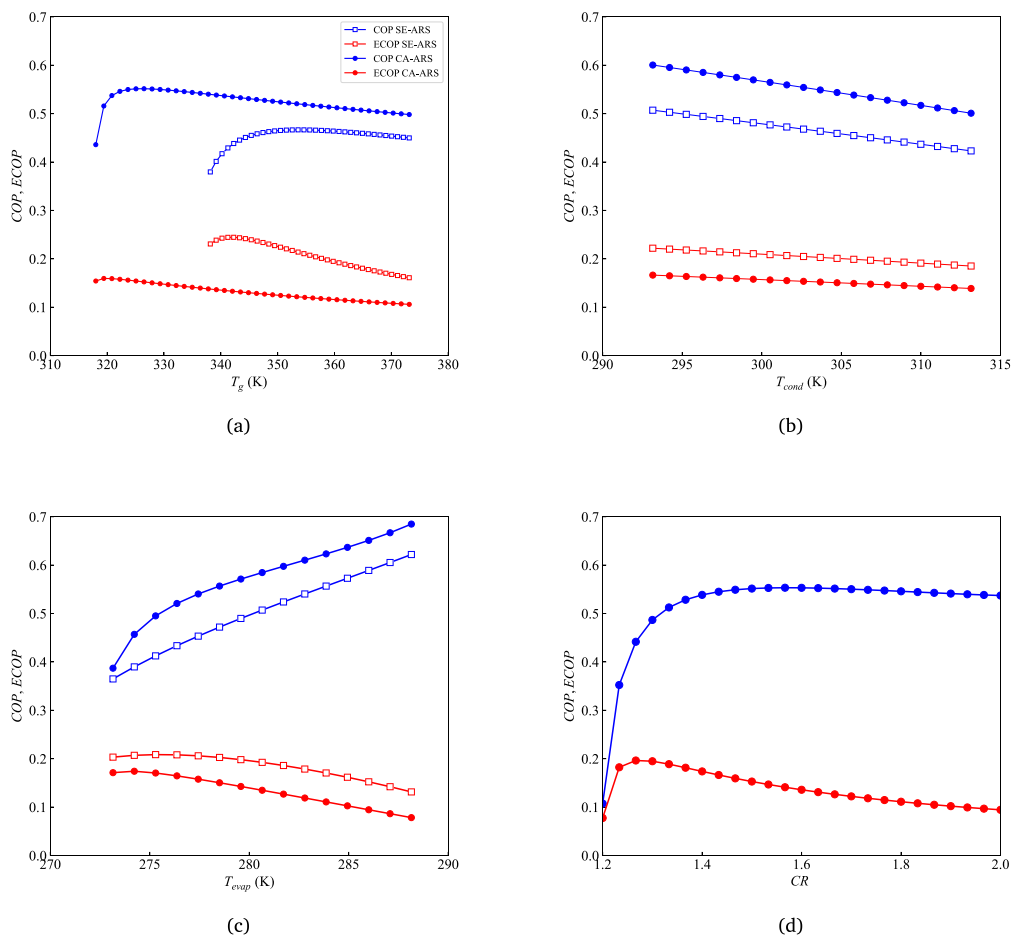 0.7
0.6
0.5
0.4
0.3
0.2
0.1
0.0
COP, ECOP
COP SE-ARS
ECOP SE-ARS
COP CA-ARS
ECOP CA-ARS
310 320 330 340 350 360 370 380
T_g (K)
(a)
0.7
0.6
0.5
0.4
0.3
0.2
0.1
0.0
COP, ECOP
290 295 300 305 310 315
T_cond (K)
(b)
0.7
0.6
0.5
0.4
0.3
0.2
0.1
0.0
COP, ECOP
270 275 280 285 290
T_evap (K)
(c)
0.7
0.6
0.5
0.4
0.3
0.2
0.1
0.0
COP, ECOP
1.2 1.4 1.6 1.8 2.0
CR
(d)